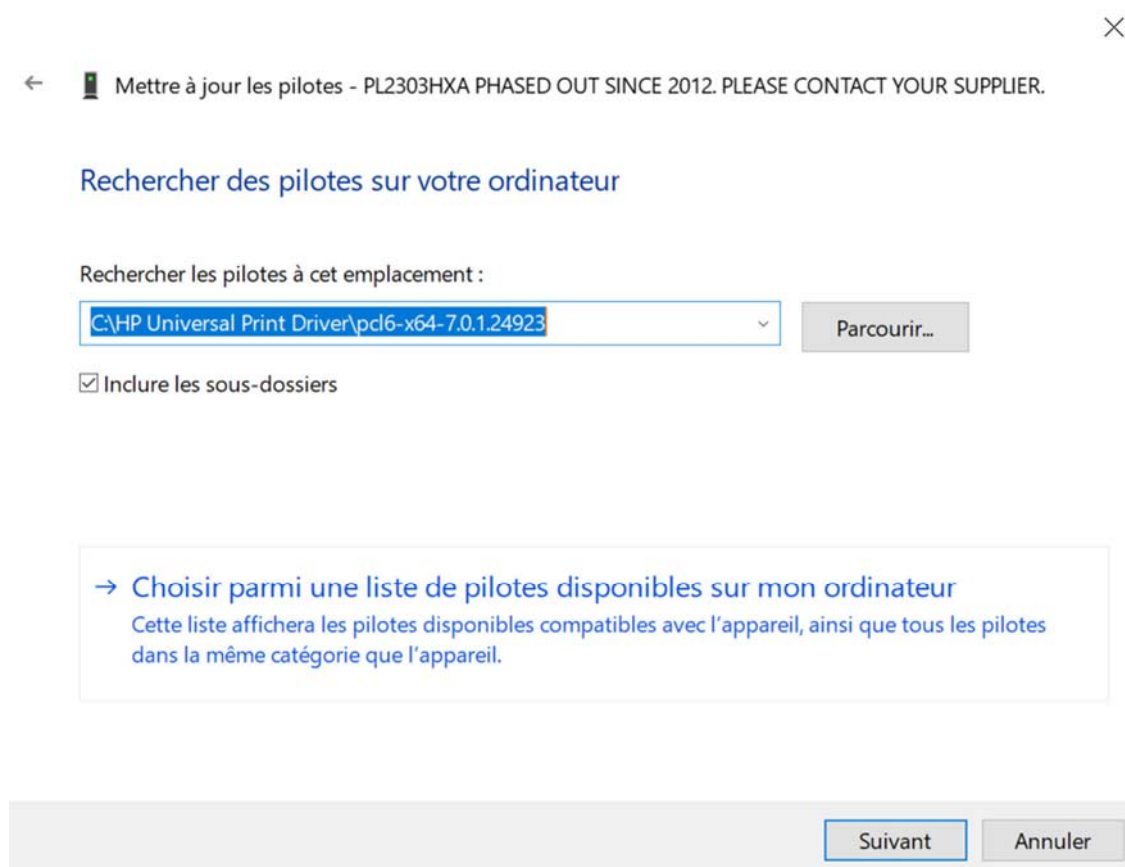 Mettre à jour les pilotes - PL2303HXA PHASED OUT SINCE 2012. PLEASE CONTACT YOUR SUPPLIER.
Rechercher des pilotes sur votre ordinateur
Rechercher les pilotes à cet emplacement :
C:\HP Universal Print Driver\pcl6-x64-7.0.1.24923
Parcourir...
Inclure les sous-dossiers
Choisir parmi une liste de pilotes disponibles sur mon ordinateur
Cette liste affichera les pilotes disponibles compatibles avec l’appareil, ainsi que tous les pilotes
dans la même catégorie que l’appareil.
Suivant
Annuler